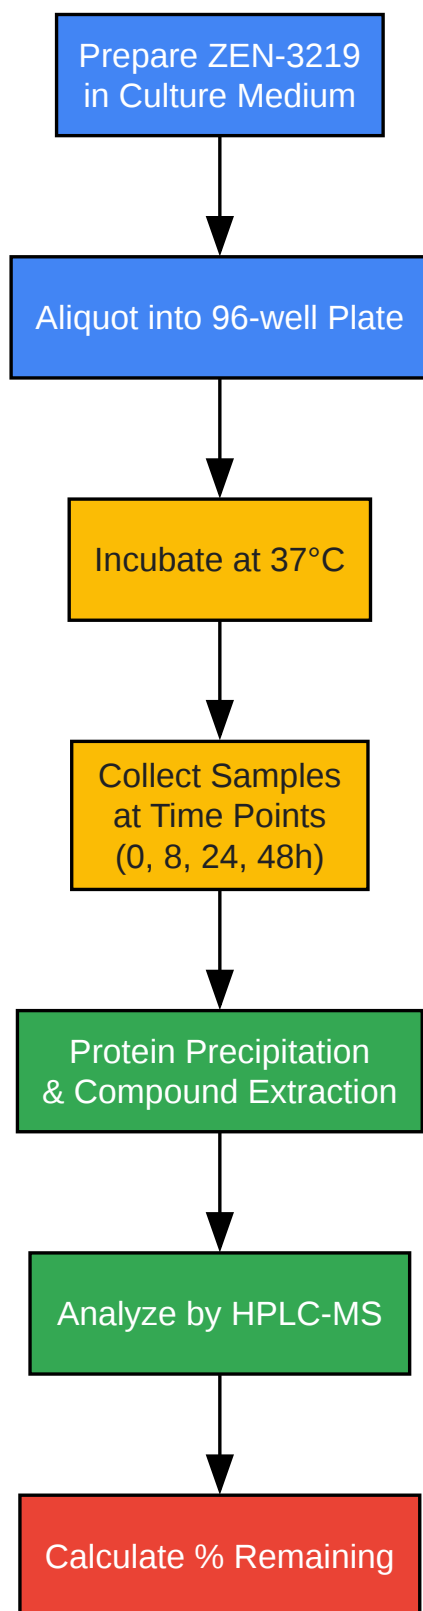 Prepare ZEN-3219
in Culture Medium
Aliquot into 96-well Plate
Incubate at 37°C
Collect Samples
at Time Points
(0, 8, 24, 48h)
Protein Precipitation
& Compound Extraction
Analyze by HPLC-MS
Calculate % Remaining